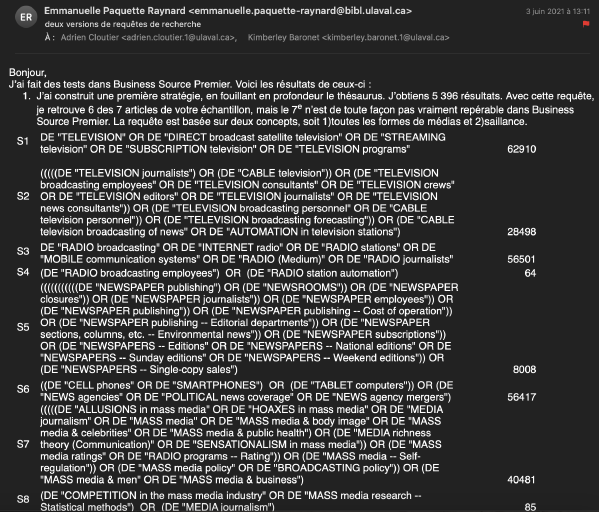 ER
Emmanuelle Paquette Raynard <emmanuelle.paquette-raynard@bibl.ulaval.ca>
3 juin 2021 à 13:11
deux versions de requêtes de recherche
À : Adrien Cloutier <adrien.cloutier.1@ulaval.ca>, Kimberley Baronet <kimberley.baronet.1@ulaval.ca>
Bonjour,
J'ai fait des tests dans Business Source Premier. Voici les résultats de ceux-ci :
1. J'ai construit une première stratégie, en fouillant en profondeur le thésaurus. J'obtiens 5 396 résultats. Avec cette requête,
je retrouve 6 des 7 articles de votre échantillon, mais le 7e n'est de toute façon pas vraiment repérable dans Business
Source Premier. La requête est basée sur deux concepts, soit 1)toutes les formes de médias et 2)saillance.
S1 DE "TELEVISION" OR DE "DIRECT broadcast satellite television" OR DE "STREAMING
television" OR DE "SUBSCRIPTION television" OR DE "TELEVISION programs" 62910
(((((DE "TELEVISION journalists") OR (DE "CABLE television")) OR (DE "TELEVISION
broadcasting employees" OR DE "TELEVISION consultants" OR DE "TELEVISION crews"
S2 OR DE "TELEVISION editors" OR DE "TELEVISION journalists" OR DE "TELEVISION
news consultants")) OR (DE "TELEVISION broadcasting personnel" OR DE "CABLE
television personnel")) OR (DE "TELEVISION broadcasting forecasting")) OR (DE "CABLE
television broadcasting of news" OR DE "AUTOMATION in television stations") 28498
S3 DE "RADIO broadcasting" OR DE "INTERNET radio" OR DE "RADIO stations" OR DE
"MOBILE communication systems" OR DE "RADIO (Medium)" OR DE "RADIO journalists" 56501
S4 (DE "RADIO broadcasting employees") OR (DE "RADIO station automation") 64
(((((((((((DE "NEWSPAPER publishing") OR (DE "NEWSROOMS")) OR (DE "NEWSPAPER
closures")) OR (DE "NEWSPAPER journalists")) OR (DE "NEWSPAPER employees")) OR
(DE "NEWSPAPER publishing")) OR (DE "NEWSPAPER publishing -- Cost of operation"))
S5 OR (DE "NEWSPAPER publishing -- Editorial departments")) OR (DE "NEWSPAPER
sections, columns, etc. -- Environmental news")) OR (DE "NEWSPAPER subscriptions"))
OR (DE "NEWSPAPERS -- Editions" OR DE "NEWSPAPERS -- National editions" OR DE
"NEWSPAPERS -- Sunday editions" OR DE "NEWSPAPERS -- Weekend editions")) OR
(DE "NEWSPAPERS -- Single-copy sales") 8008
S6 ((DE "CELL phones" OR DE "SMARTPHONES") OR (DE "TABLET computers")) OR (DE
"NEWS agencies" OR DE "POLITICAL news coverage" OR DE "NEWS agency mergers") 56417
(((((DE "ALLUSIONS in mass media" OR DE "HOAXES in mass media" OR DE "MEDIA
journalism" OR DE "MASS media" OR DE "MASS media & body image" OR DE "MASS
media & celebrities" OR DE "MASS media & public health") OR (DE "MEDIA richness
S7 theory (Communication)" OR DE "SENSATIONALISM in mass media")) OR (DE "MASS
media ratings" OR DE "RADIO programs -- Rating")) OR (DE "MASS media -- Self-
regulation")) OR (DE "MASS media policy" OR DE "BROADCASTING policy")) OR (DE
"MASS media & men" OR DE "MASS media & business") 40481
S8 (DE "COMPETITION in the mass media industry" OR DE "MASS media research --
Statistical methods") OR (DE "MEDIA journalism") 85